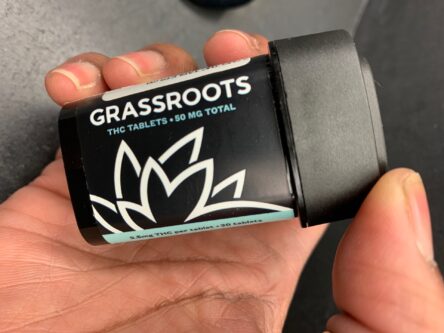 GRASSROOTS
THC TABLETS • 50 MG TOTAL
2.5mg THC per tablet • 20 tablets